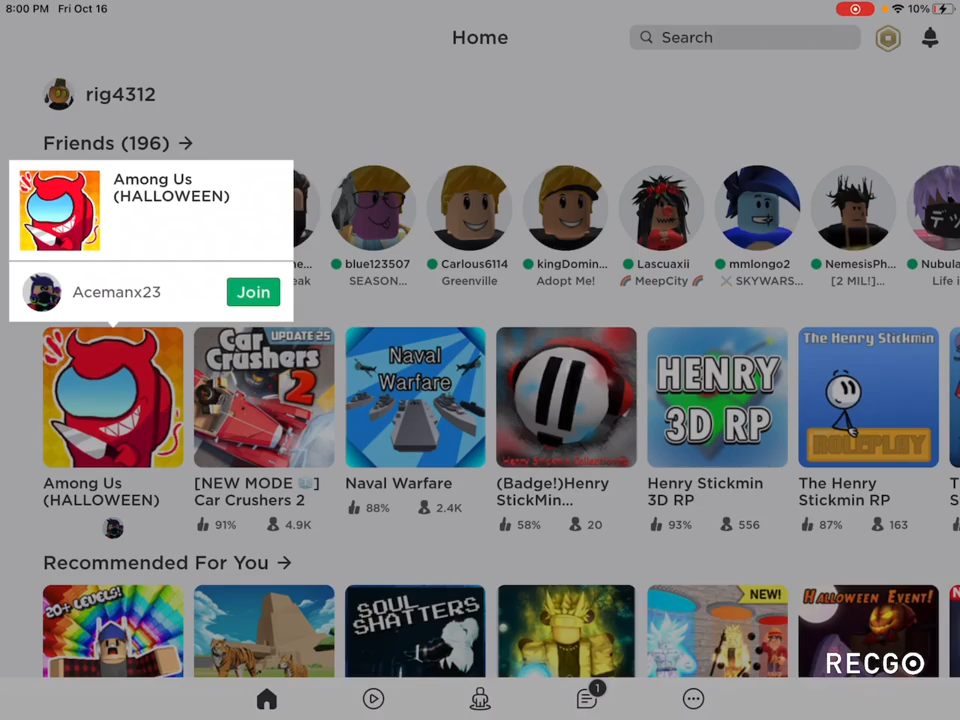 8:00 PM Fri Oct 16
10%
Home
Search
rig4312
Friends (196) →
Among Us
(HALLOWEEN)
Acemanx23
Join
blue123507
Carlous6114
kingDomin...
Lascuaxii
mmlongo2
NemesisPh...
SEASON...
Greenville
Adopt Me!
🌈 MeepCity 🌈
⚔️ SKYWARS...
[2 MIL!]...
UPDATE 25
Car
Crushers
2
Naval
Warfare
Henry Stickmin Collection
HENRY
3D RP
The Henry Stickmin
ROLEPLAY
Among Us
(HALLOWEEN)
[NEW MODE] Car Crushers 2
Naval Warfare
(Badge!)Henry
StickMin...
Henry Stickmin
3D RP
The Henry
Stickmin RP
91% 4.9K
88% 2.4K
58% 20
93% 556
87% 163
Recommended For You →
20+ LEVELS!
SOUL
SHATTERS
NEW!
HALLOWEEN EVENT!
RECGO
1